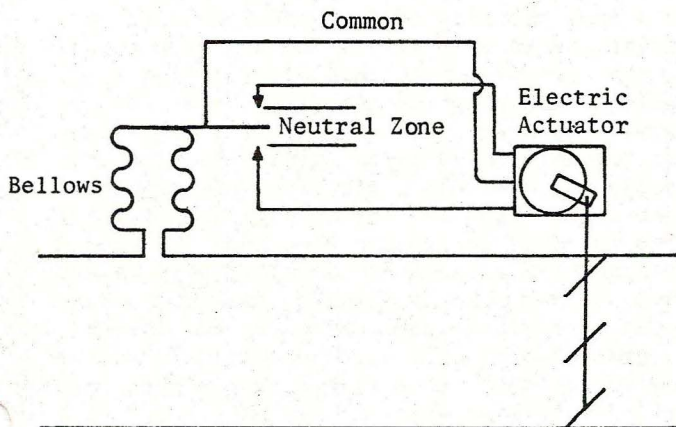 Common
Electric
Actuator
Neutral Zone
Bellows